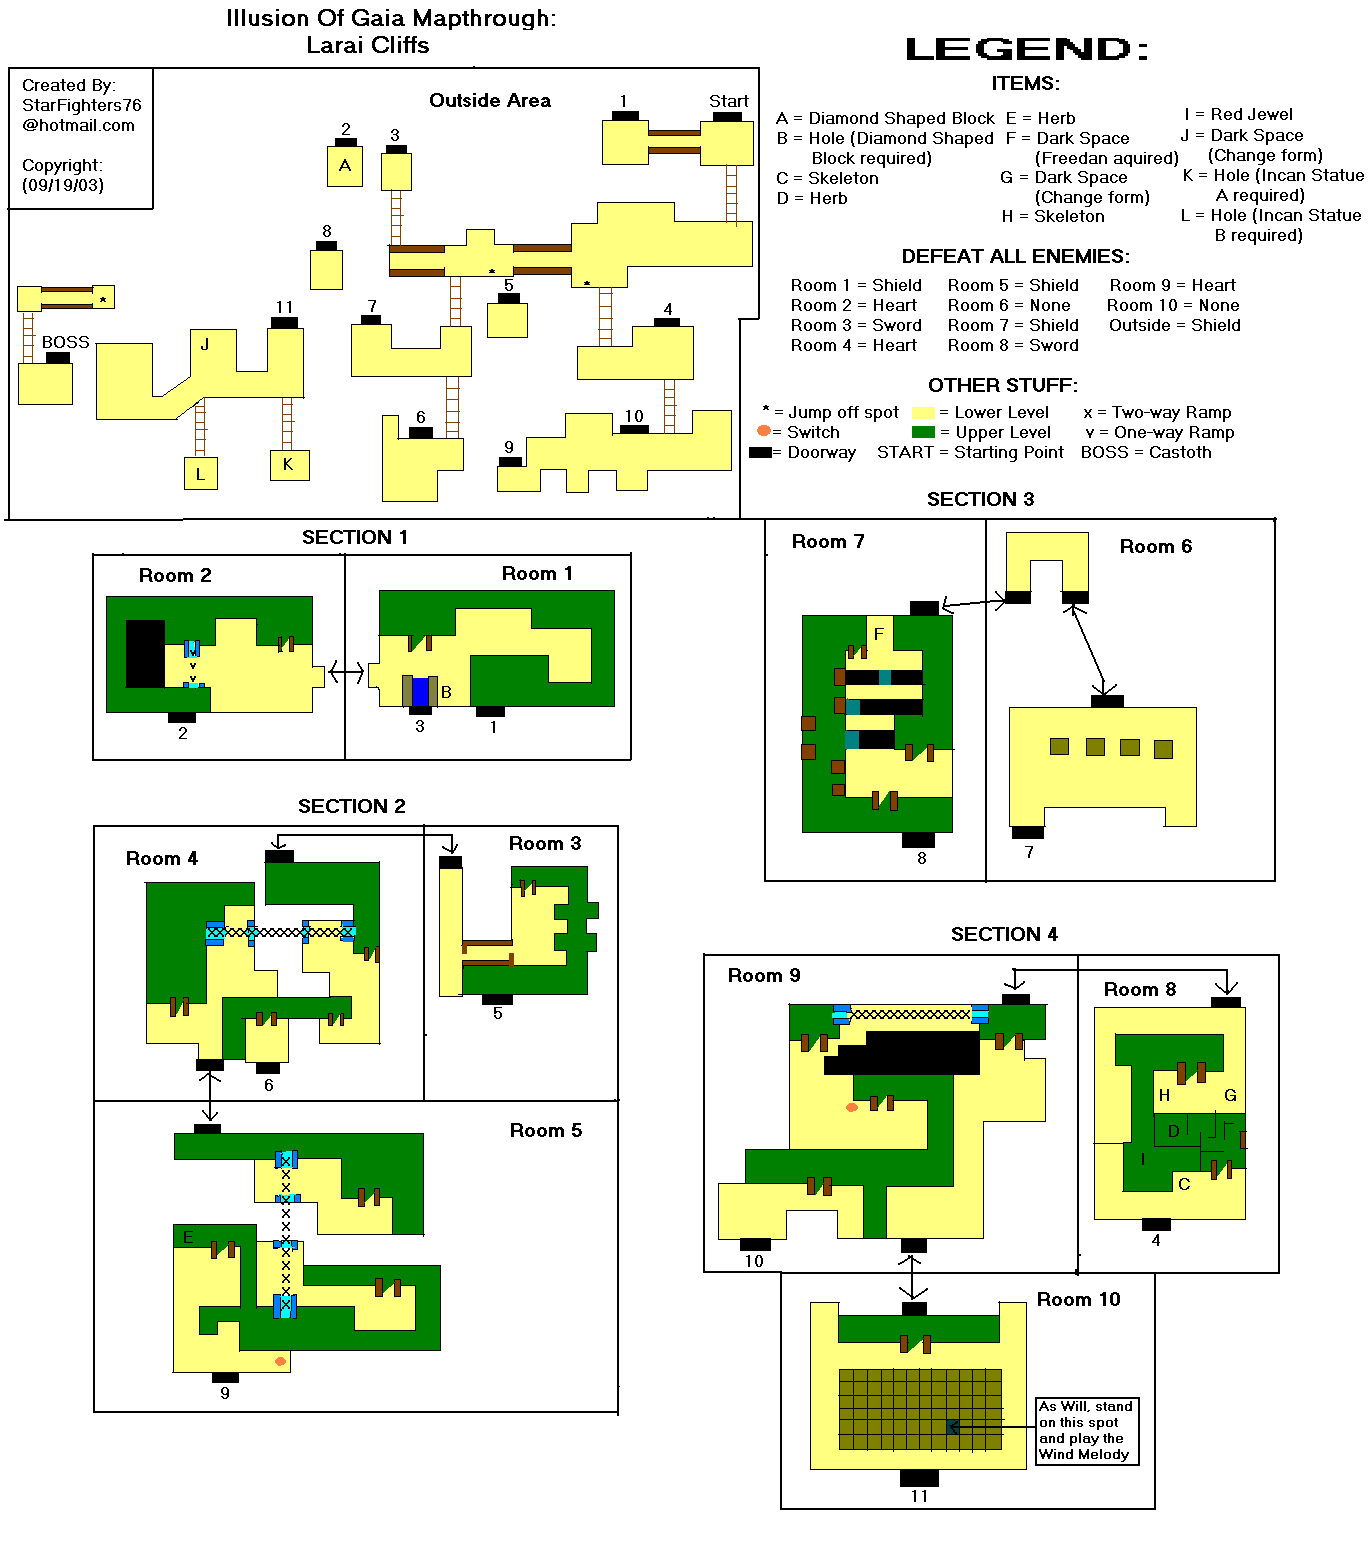 Illusion Of Gaia Mapthrough:
Larai Cliffs
Created By:
StarFighters76
@hotmail.com
Copyright:
(09/19/03)
Outside Area
1
Start
2
3
A
8
5
7
4
11
J
BOSS
*
*
*
6
10
9
L
K
LEGEND:
ITEMS:
A = Diamond Shaped Block
B = Hole (Diamond Shaped
Block required)
C = Skeleton
D = Herb
E = Herb
F = Dark Space
(Freedan aquired)
G = Dark Space
(Change form)
H = Skeleton
I = Red Jewel
J = Dark Space
(Change form)
K = Hole (Incan Statue
A required)
L = Hole (Incan Statue
B required)
DEFEAT ALL ENEMIES:
Room 1 = Shield
Room 2 = Heart
Room 3 = Sword
Room 4 = Heart
Room 5 = Shield
Room 6 = None
Room 7 = Shield
Room 8 = Sword
Room 9 = Heart
Room 10 = None
Outside = Shield
OTHER STUFF:
* = Jump off spot
= Lower Level
x = Two-way Ramp
= Switch
= Upper Level
v = One-way Ramp
= Doorway
START = Starting Point
BOSS = Castoth
SECTION 1
Room 2
v
v
v
2
Room 1
B
3
1
SECTION 2
Room 4
xxxxxxxxxxxx
6
Room 3
5
Room 5
x
x
x
x
x
x
x
x
x
x
x
x
E
9
SECTION 3
Room 7
F
8
Room 6
7
SECTION 4
Room 9
xxxxxxxxxxxx
10
Room 8
H
G
D
I
C
4
Room 10
As Will, stand
on this spot
and play the
Wind Melody
11